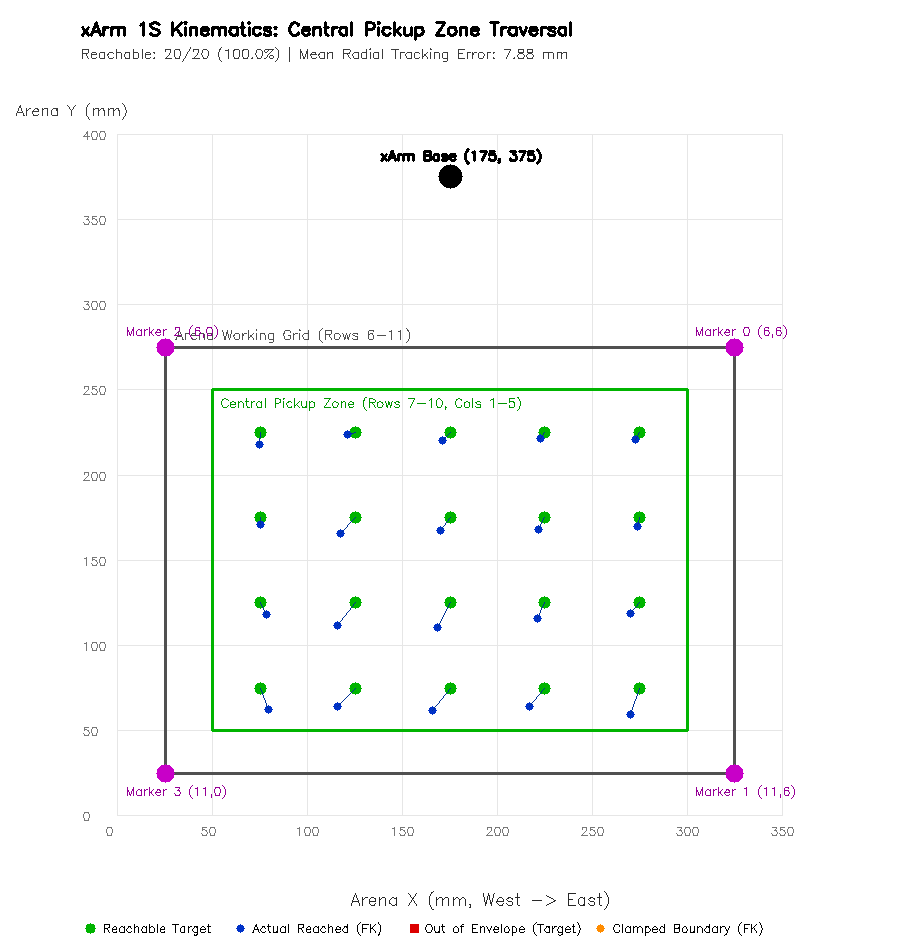 xArm 1S Kinematics: Central Pickup Zone Traversal
Reachable: 20/20 (100.0%) | Mean Radial Tracking Error: 7.88 mm
Arena Y (mm)
400
xArm Base (175, 375)
350
300
Marker 2 (6,0)
Arena Working Grid (Rows 6-11)
Marker 0 (6,6)
250
Central Pickup Zone (Rows 7-10, Cols 1-5)
200
150
100
50
Marker 3 (11,0)
Marker 1 (11,6)
0
0 50 100 150 200 250 300 350
Arena X (mm, West -> East)
Reachable Target Actual Reached (FK) Out of Envelope (Target) Clamped Boundary (FK)